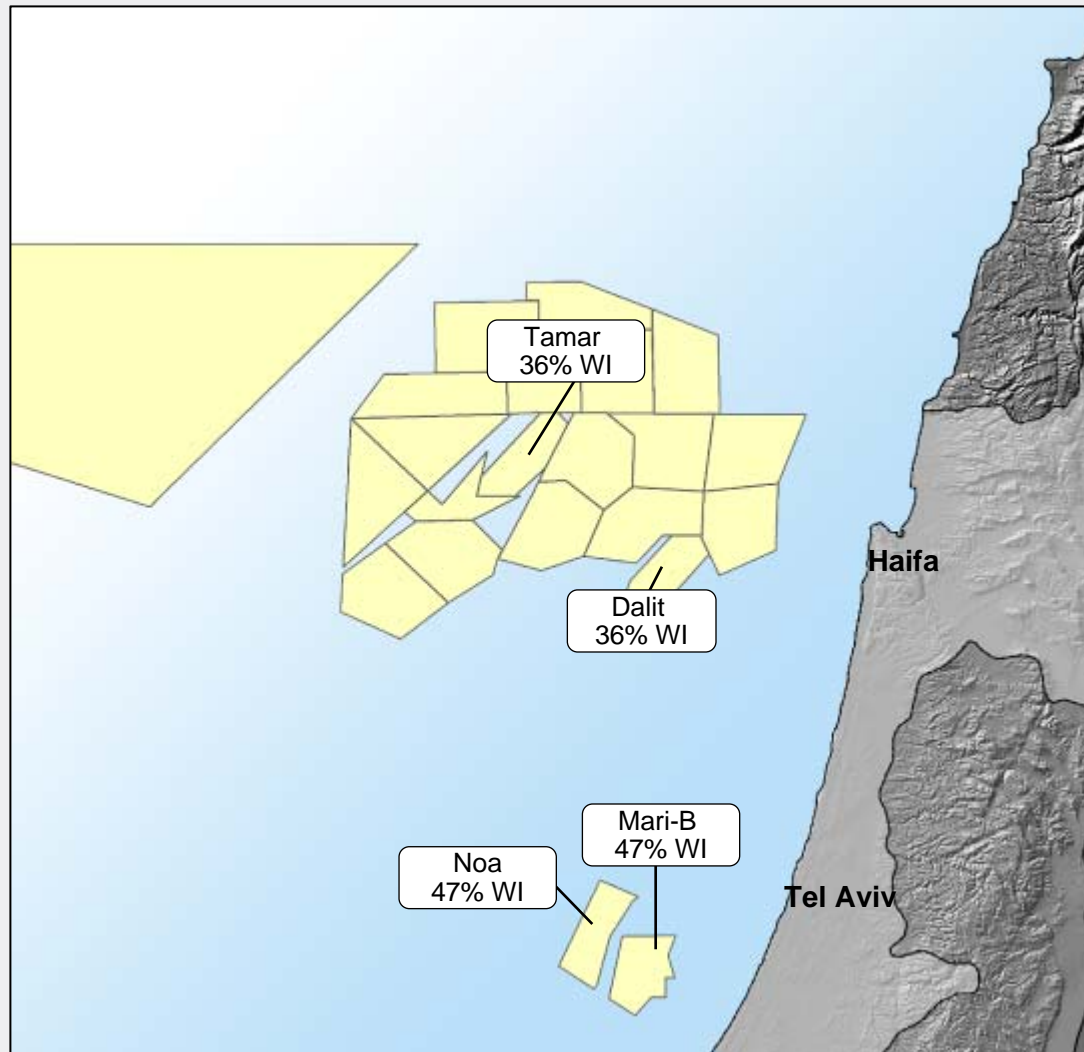 Tamar
36% WI
Haifa
Dalit
36% WI
Mari-B
47% WI
Noa
47% WI
Tel Aviv